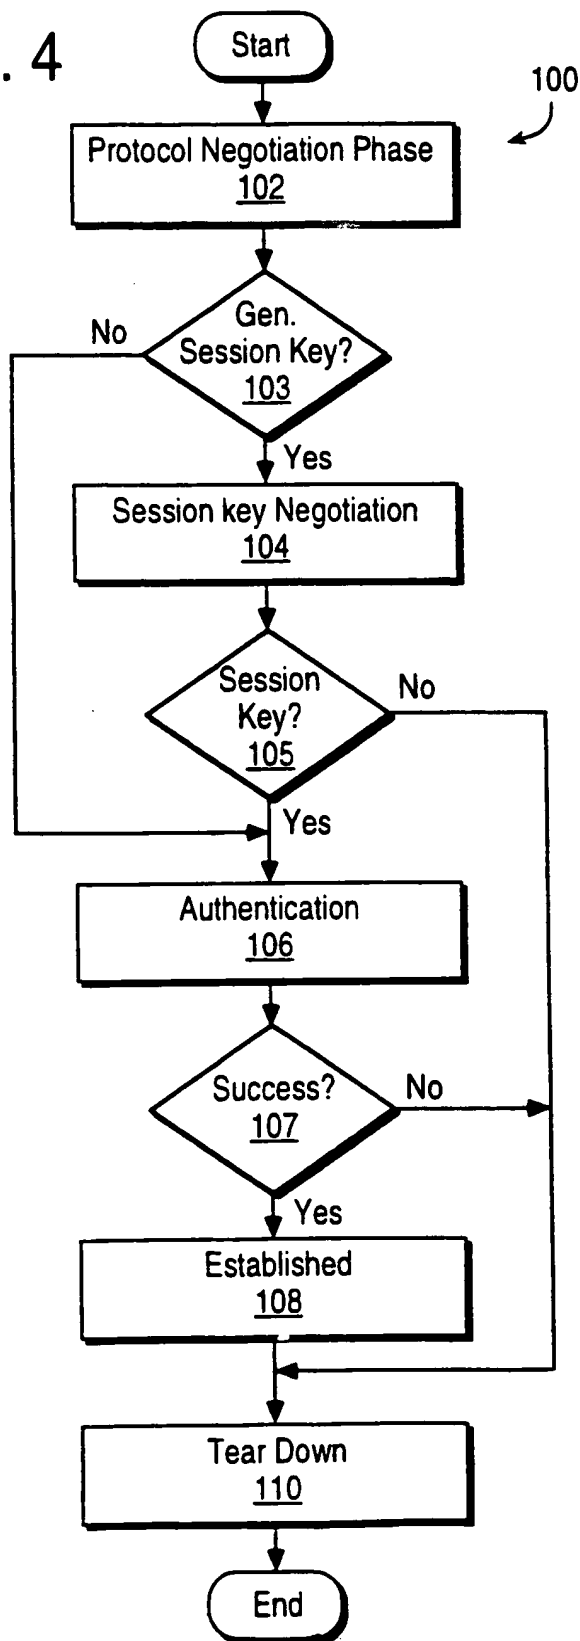 . 4
Start
100
Protocol Negotiation Phase
102
No
Gen.
Session Key?
103
Yes
Session key Negotiation
104
Session
Key?
105
No
Yes
Authentication
106
Success?
107
No
Yes
Established
108
Tear Down
110
End